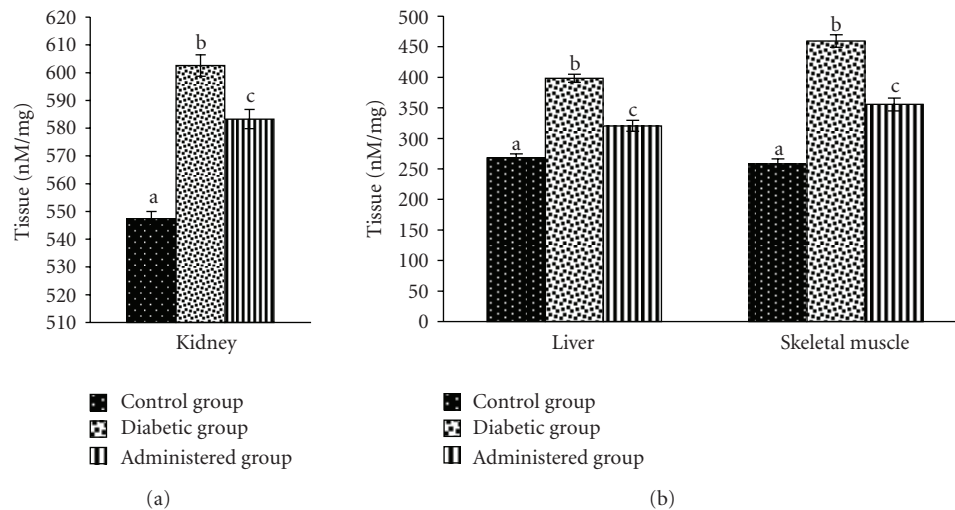 620
610
600
590
580
570
560
550
540
530
520
510
Tissue (nM/mg)
a
b
c
Kidney
Control group
Diabetic group
Administered group
(a)
500
450
400
350
300
250
200
150
100
50
0
Tissue (nM/mg)
a
b
c
a
b
c
Liver
Skeletal muscle
Control group
Diabetic group
Administered group
(b)